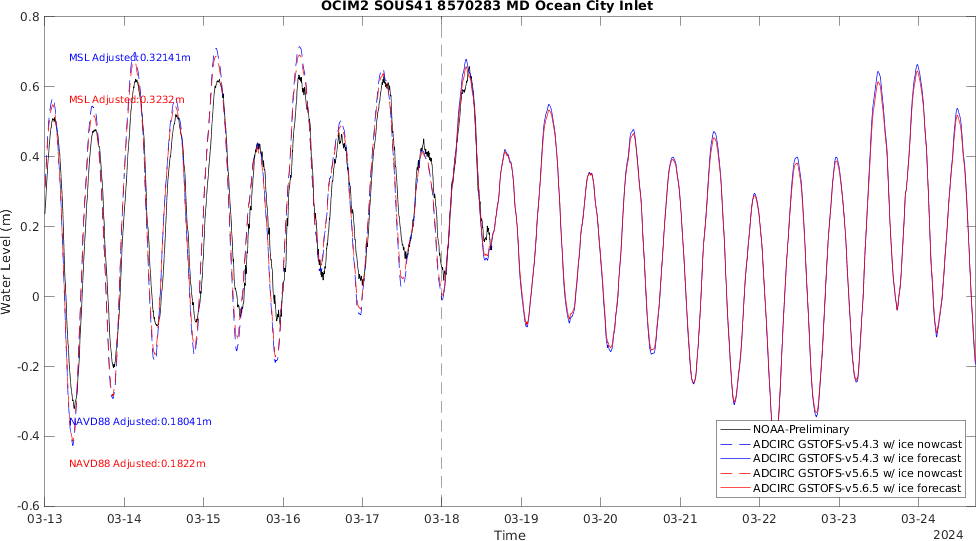 OCIM2 SOUS41 8570283 MD Ocean City Inlet
0.8
0.6
0.4
0.2
0
-0.2
-0.4
-0.6
Water Level (m)
MSL Adjusted:0.32141m
MSL Adjusted:0.3232m
NAVD88 Adjusted:0.18041m
NAVD88 Adjusted:0.1822m
NOAA-Preliminary
ADCIRC GSTOFS-v5.4.3 w/ ice nowcast
ADCIRC GSTOFS-v5.4.3 w/ ice forecast
ADCIRC GSTOFS-v5.6.5 w/ ice nowcast
ADCIRC GSTOFS-v5.6.5 w/ ice forecast
03-13 03-14 03-15 03-16 03-17 03-18 03-19 03-20 03-21 03-22 03-23 03-24
Time
2024